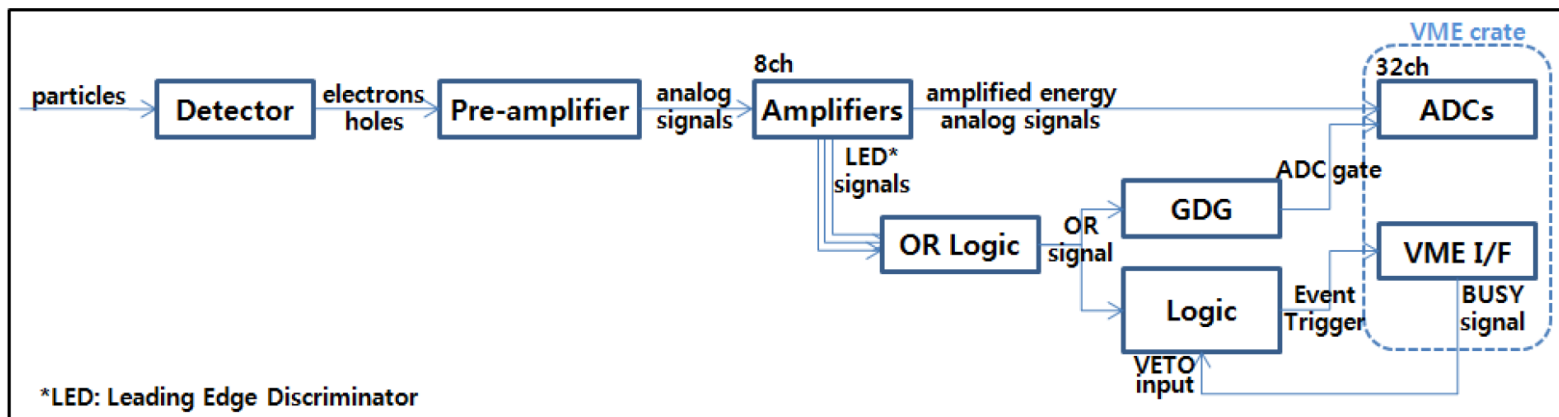 VME crate
8ch
32ch
particles
Detector
electrons
holes
Pre-amplifier
analog
signals
Amplifiers
amplified energy
analog signals
ADCs
LED*
signals
ADC gate
GDG
OR Logic
OR
signal
VME I/F
Logic
Event
Trigger
BUSY
signal
VETO
input
*LED: Leading Edge Discriminator